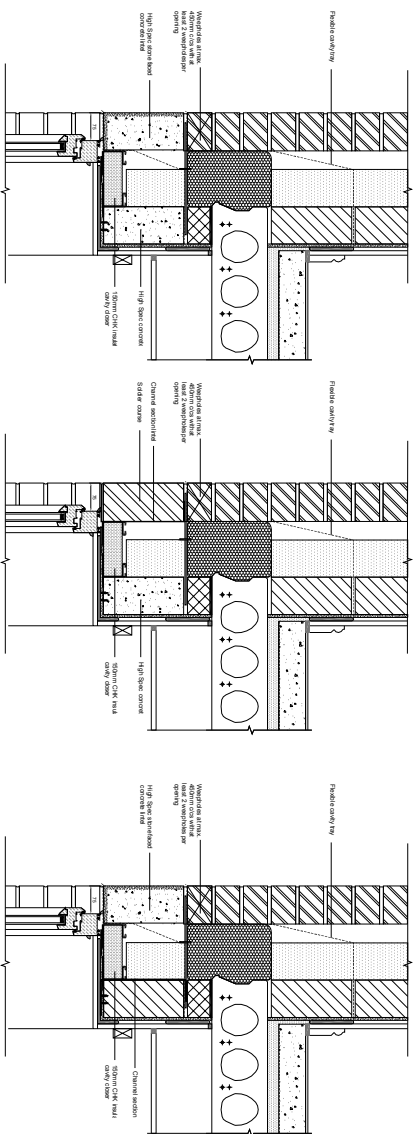 Flexible cavity tray
Weepholes at max
450mm c/cs with at
least 2 weepholes per
opening
High Spec stone faced
concrete lintel
75
High Spec concrete
150mm CHK insul
cavity closer
Flexible cavity tray
Weepholes at max
450mm c/cs with at
least 2 weepholes per
opening
Channel section lintel
Soldier course
75
High Spec concret
150mm CHK insul
cavity closer
Flexible cavity tray
Weepholes at max
450mm c/cs with at
least 2 weepholes per
opening
High Spec stone faced
concrete lintel
75
Channel section
150mm CHK insul
cavity closer